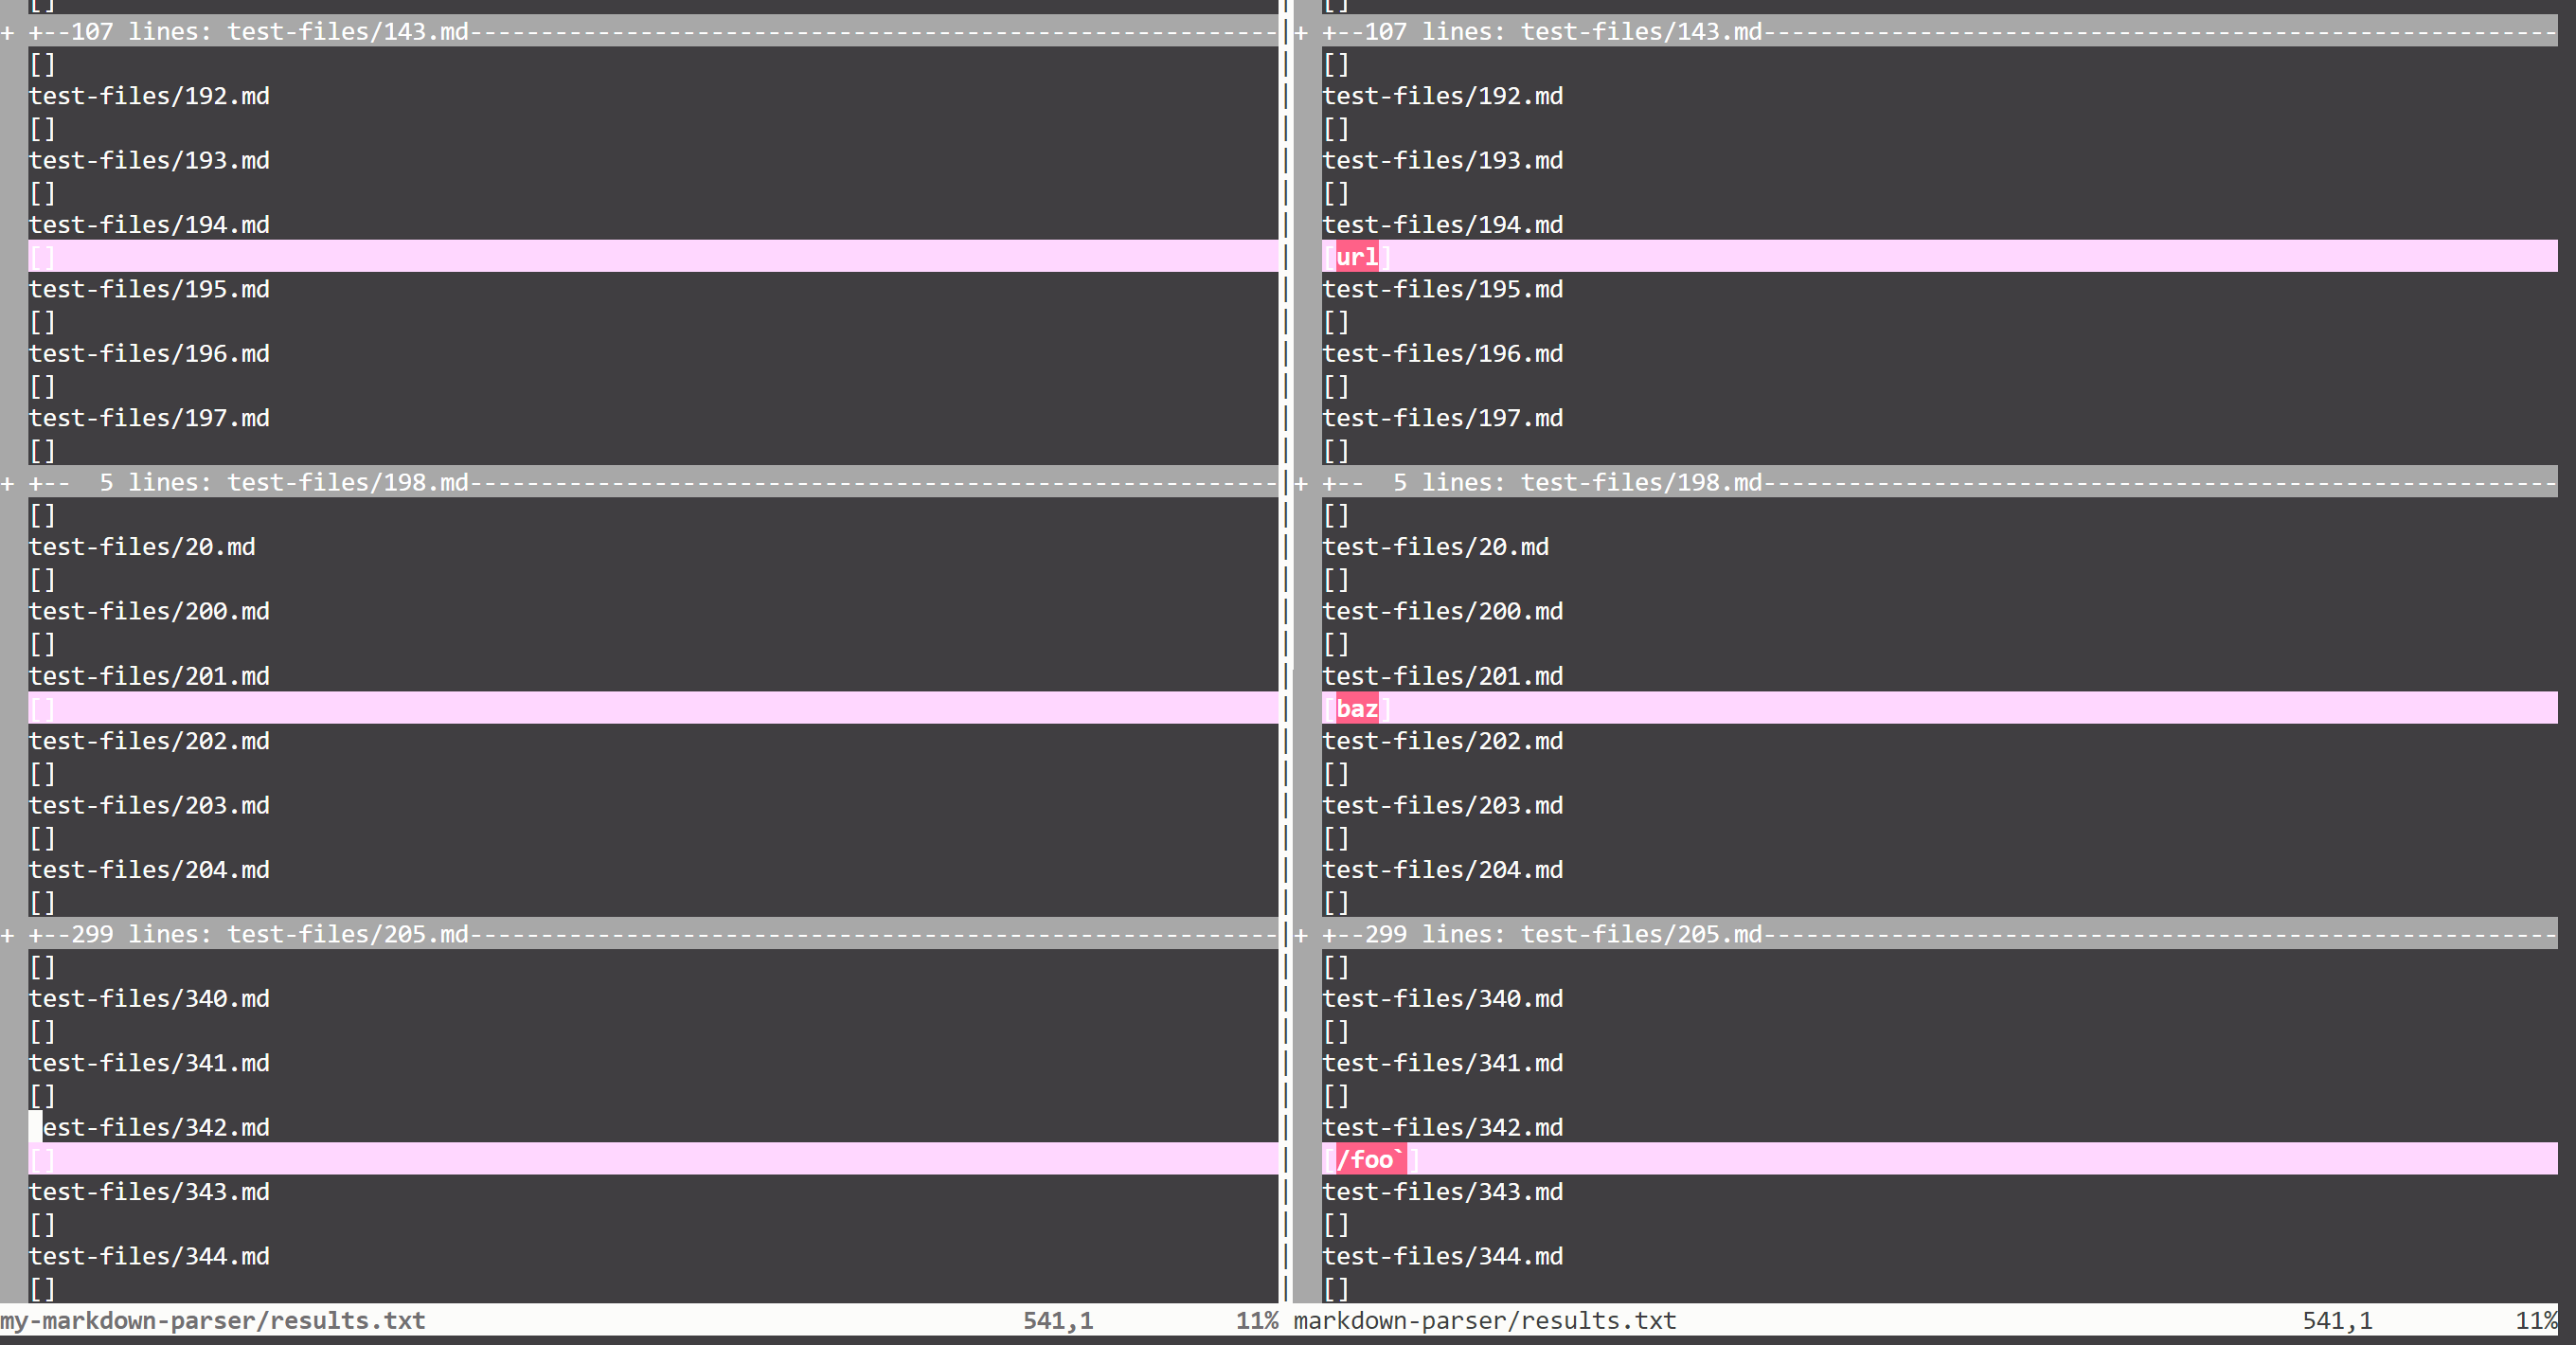 []
+ +--107 lines: test-files/143.md---------------------------------------------------------
[]
test-files/192.md
[]
test-files/193.md
[]
test-files/194.md
[]
test-files/195.md
[]
test-files/196.md
[]
test-files/197.md
[]
+ +--  5 lines: test-files/198.md---------------------------------------------------------
[]
test-files/20.md
[]
test-files/200.md
[]
test-files/201.md
[]
test-files/202.md
[]
test-files/203.md
[]
test-files/204.md
[]
+ +--299 lines: test-files/205.md---------------------------------------------------------
[]
test-files/340.md
[]
test-files/341.md
[]
est-files/342.md
[]
test-files/343.md
[]
test-files/344.md
[]
my-markdown-parser/results.txt 541,1 11%
[]
+ +--107 lines: test-files/143.md--------------------------------------------------------
[]
test-files/192.md
[]
test-files/193.md
[]
test-files/194.md
[url]
test-files/195.md
[]
test-files/196.md
[]
test-files/197.md
[]
+ +--  5 lines: test-files/198.md--------------------------------------------------------
[]
test-files/20.md
[]
test-files/200.md
[]
test-files/201.md
[baz]
test-files/202.md
[]
test-files/203.md
[]
test-files/204.md
[]
+ +--299 lines: test-files/205.md--------------------------------------------------------
[]
test-files/340.md
[]
test-files/341.md
[]
test-files/342.md
[/foo`]
test-files/343.md
[]
test-files/344.md
[]
markdown-parser/results.txt 541,1 11%